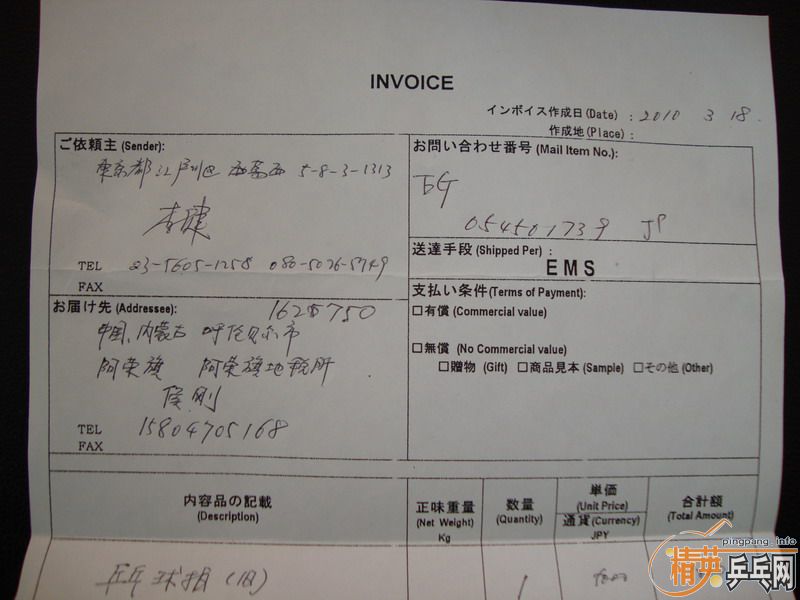 INVOICE
インボイス作成日(Date) : 2010 3 18.
作成地(Place) :
ご依頼主 (Sender):
東京都江戸川区 西葛西 5-8-3-1313
李健
TEL 03-5605-1258 080-5026-5749
FAX
お問い合わせ番号 (Mail Item No.):
EG
054501739 JP
送達手段 (Shipped Per) :
EMS
お届け先 (Addressee): 162750
中国、内蒙古 呼伦贝尔市
阿荣旗 阿荣旗地税所
侯刚
TEL 15804705168
FAX
支払い条件 (Terms of Payment):
□有償 (Commercial value)
□無償 (No Commercial value)
□贈物 (Gift) □商品見本 (Sample) □その他 (Other)
内容品の記載
(Description)
正味重量
(Net Weight)
Kg
数量
(Quantity)
単価
(Unit Price)
通貨 (Currency)
JPY
合計額
(Total Amount)
乒乓球拍(旧) 1
pingpang.info
精英乒乓网